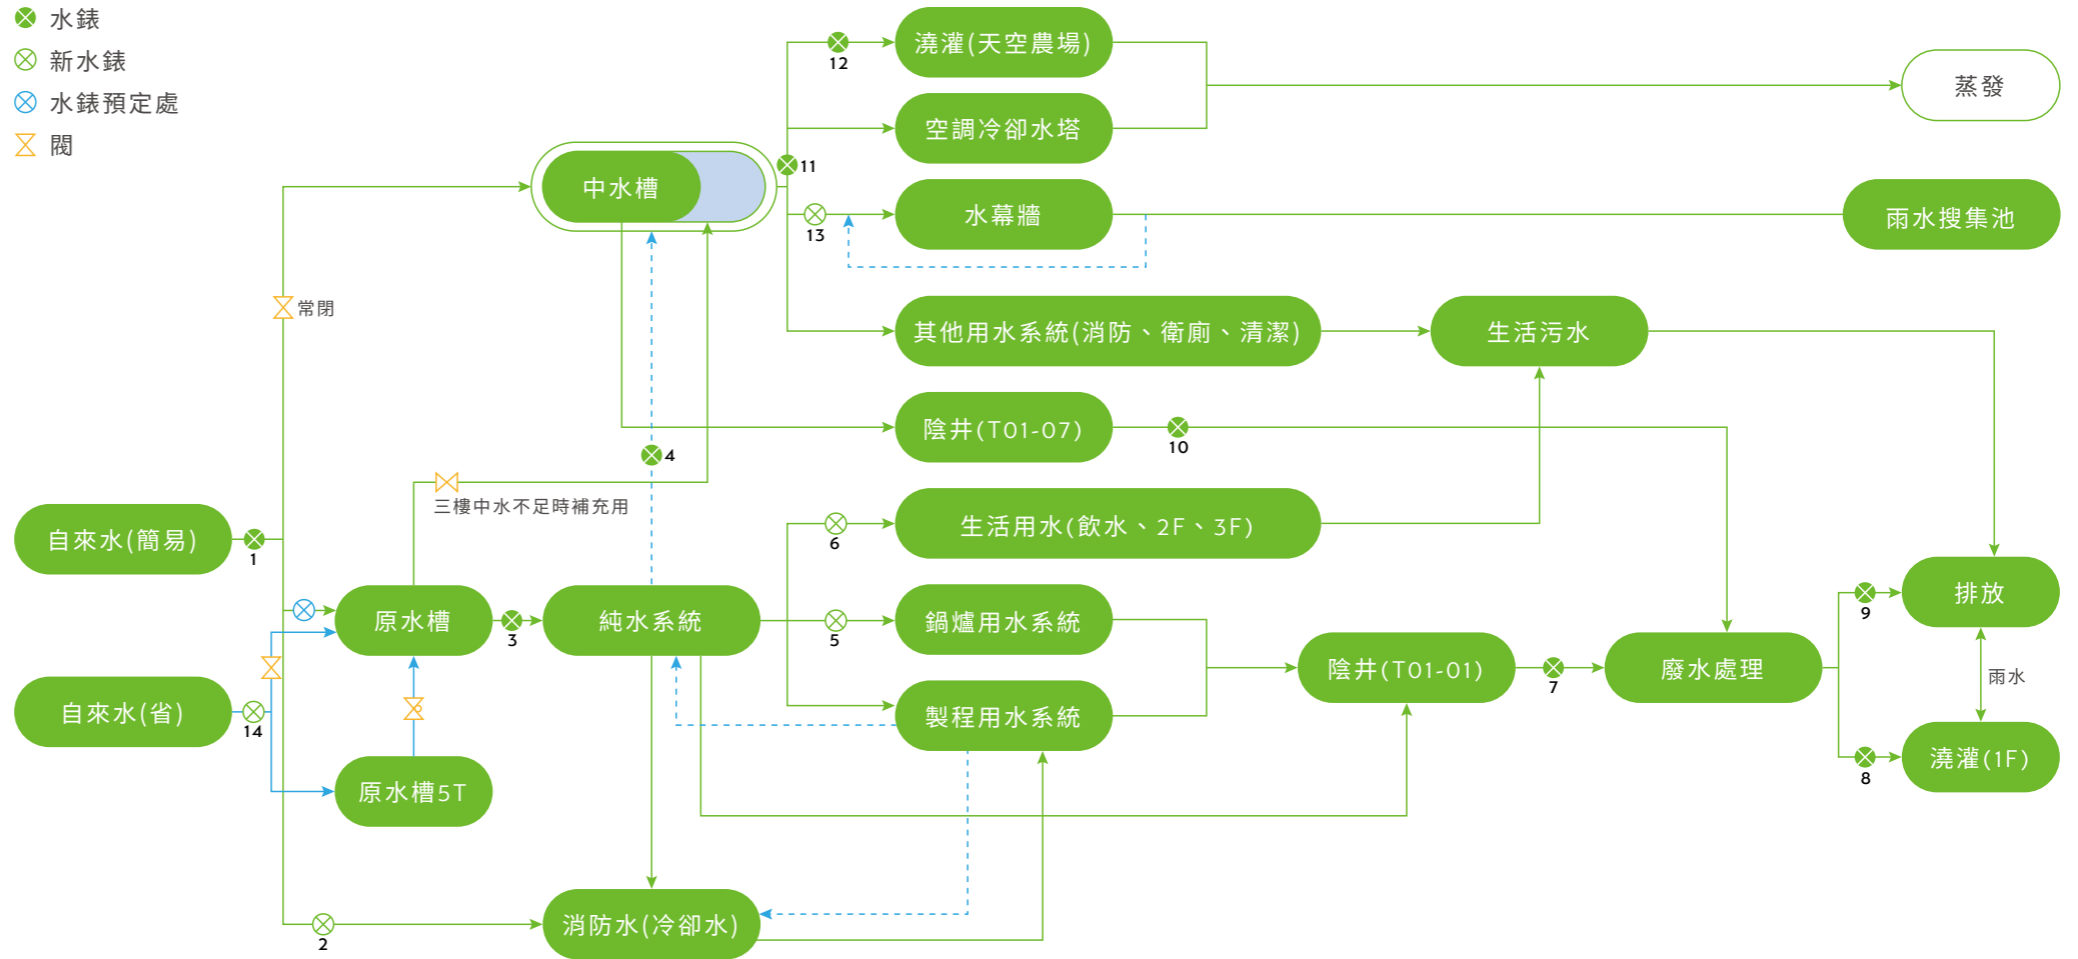 水錶
新水錶
水錶預定處
閥
12
澆灌(天空農場)
蒸發
空調冷卻水塔
11
中水槽
13
水幕牆
雨水搜集池
常閉
其他用水系統(消防、衛廁、清潔)
生活污水
陰井(T01-07)
10
4
三樓中水不足時補充用
自來水(簡易)
1
6
生活用水(飲水、2F、3F)
原水槽
3
純水系統
5
鍋爐用水系統
9
排放
陰井(T01-01)
7
廢水處理
雨水
自來水(省)
14
製程用水系統
原水槽5T
8
澆灌(1F)
2
消防水(冷卻水)